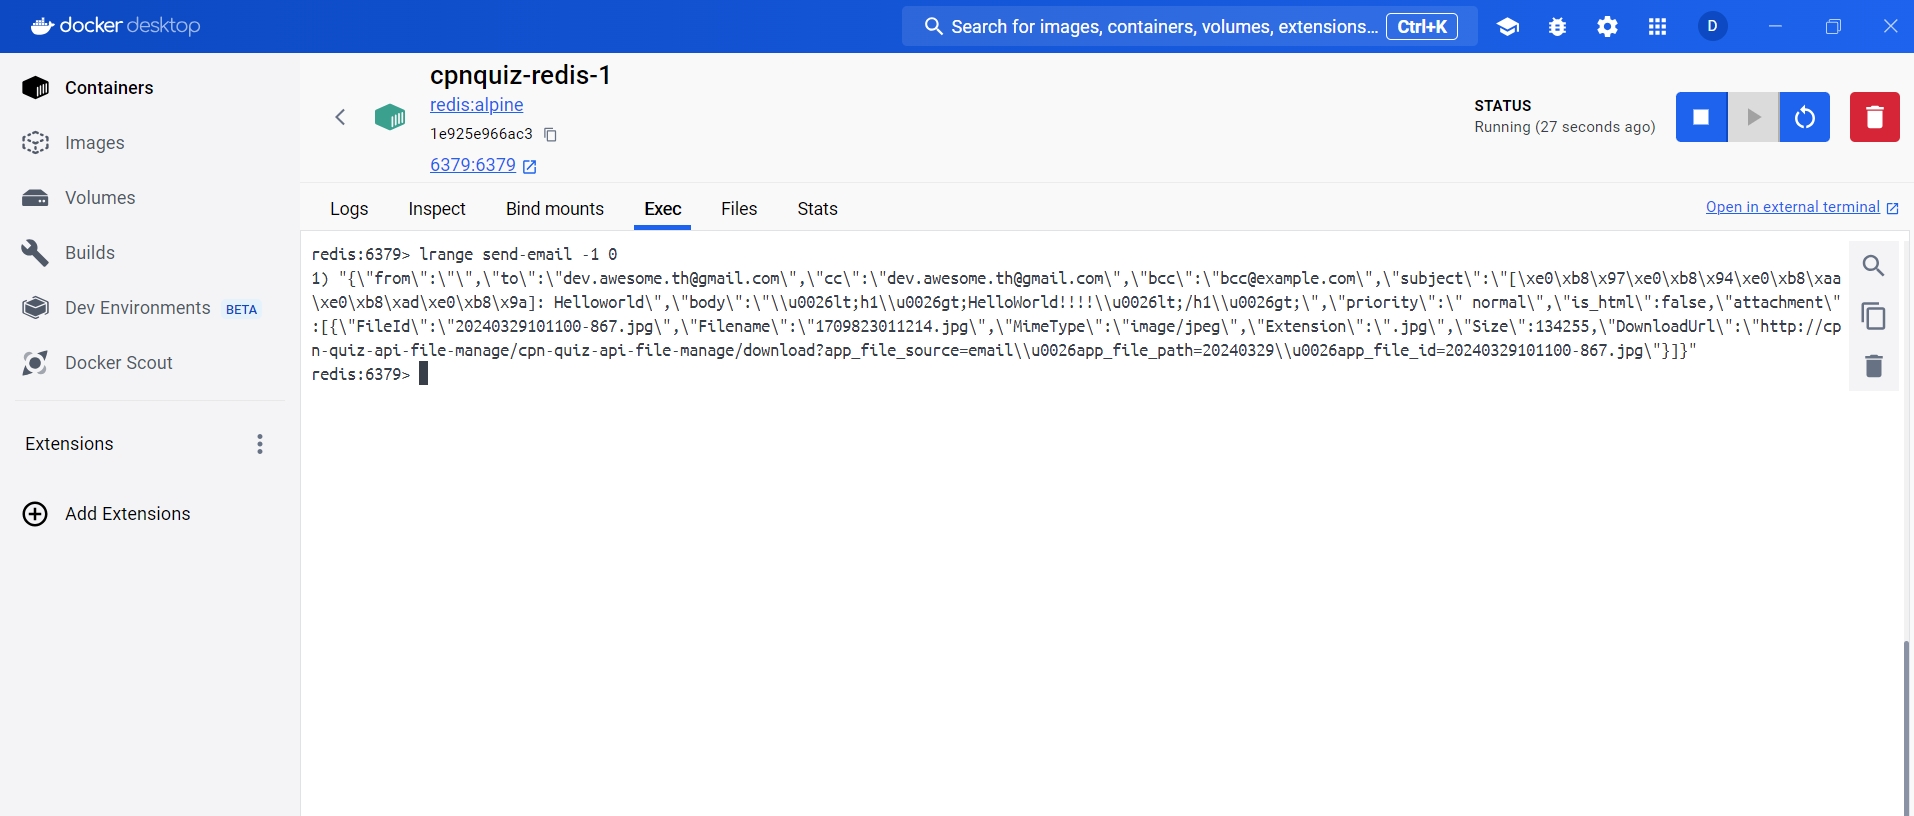 docker desktop
Search for images, containers, volumes, extensions... Ctrl+K
D
Containers
Images
Volumes
Builds
Dev Environments BETA
Docker Scout
Extensions
Add Extensions
cpnquiz-redis-1
redis:alpine
1e925e966ac3
6379:6379
STATUS
Running (27 seconds ago)
Logs Inspect Bind mounts Exec Files Stats
Open in external terminal
redis:6379> lrange send-email -1 0
1) "{\"from\":\"\",\"to\":\"dev.awesome.th@gmail.com\",\"cc\":\"dev.awesome.th@gmail.com\",\"bcc\":\"bcc@example.com\",\"subject\":\"[\xe0\xb8\x97\xe0\xb8\x94\xe0\xb8\xaa
\xe0\xb8\xad\xe0\xb8\x9a]: Helloworld\",\"body\":\"\\u0026lt;h1\\u0026gt;HelloWorld!!!!\\u0026lt;/h1\\u0026gt;\",\"priority\":\" normal\",\"is_html\":false,\"attachment\"
:[{\"FileId\":\"20240329101100-867.jpg\",\"Filename\":\"1709823011214.jpg\",\"MimeType\":\"image/jpeg\",\"Extension\":\".jpg\",\"Size\":134255,\"DownloadUrl\":\"http://cp
n-quiz-api-file-manage/cpn-quiz-api-file-manage/download?app_file_source=email\\u0026app_file_path=20240329\\u0026app_file_id=20240329101100-867.jpg\"}]}"
redis:6379>